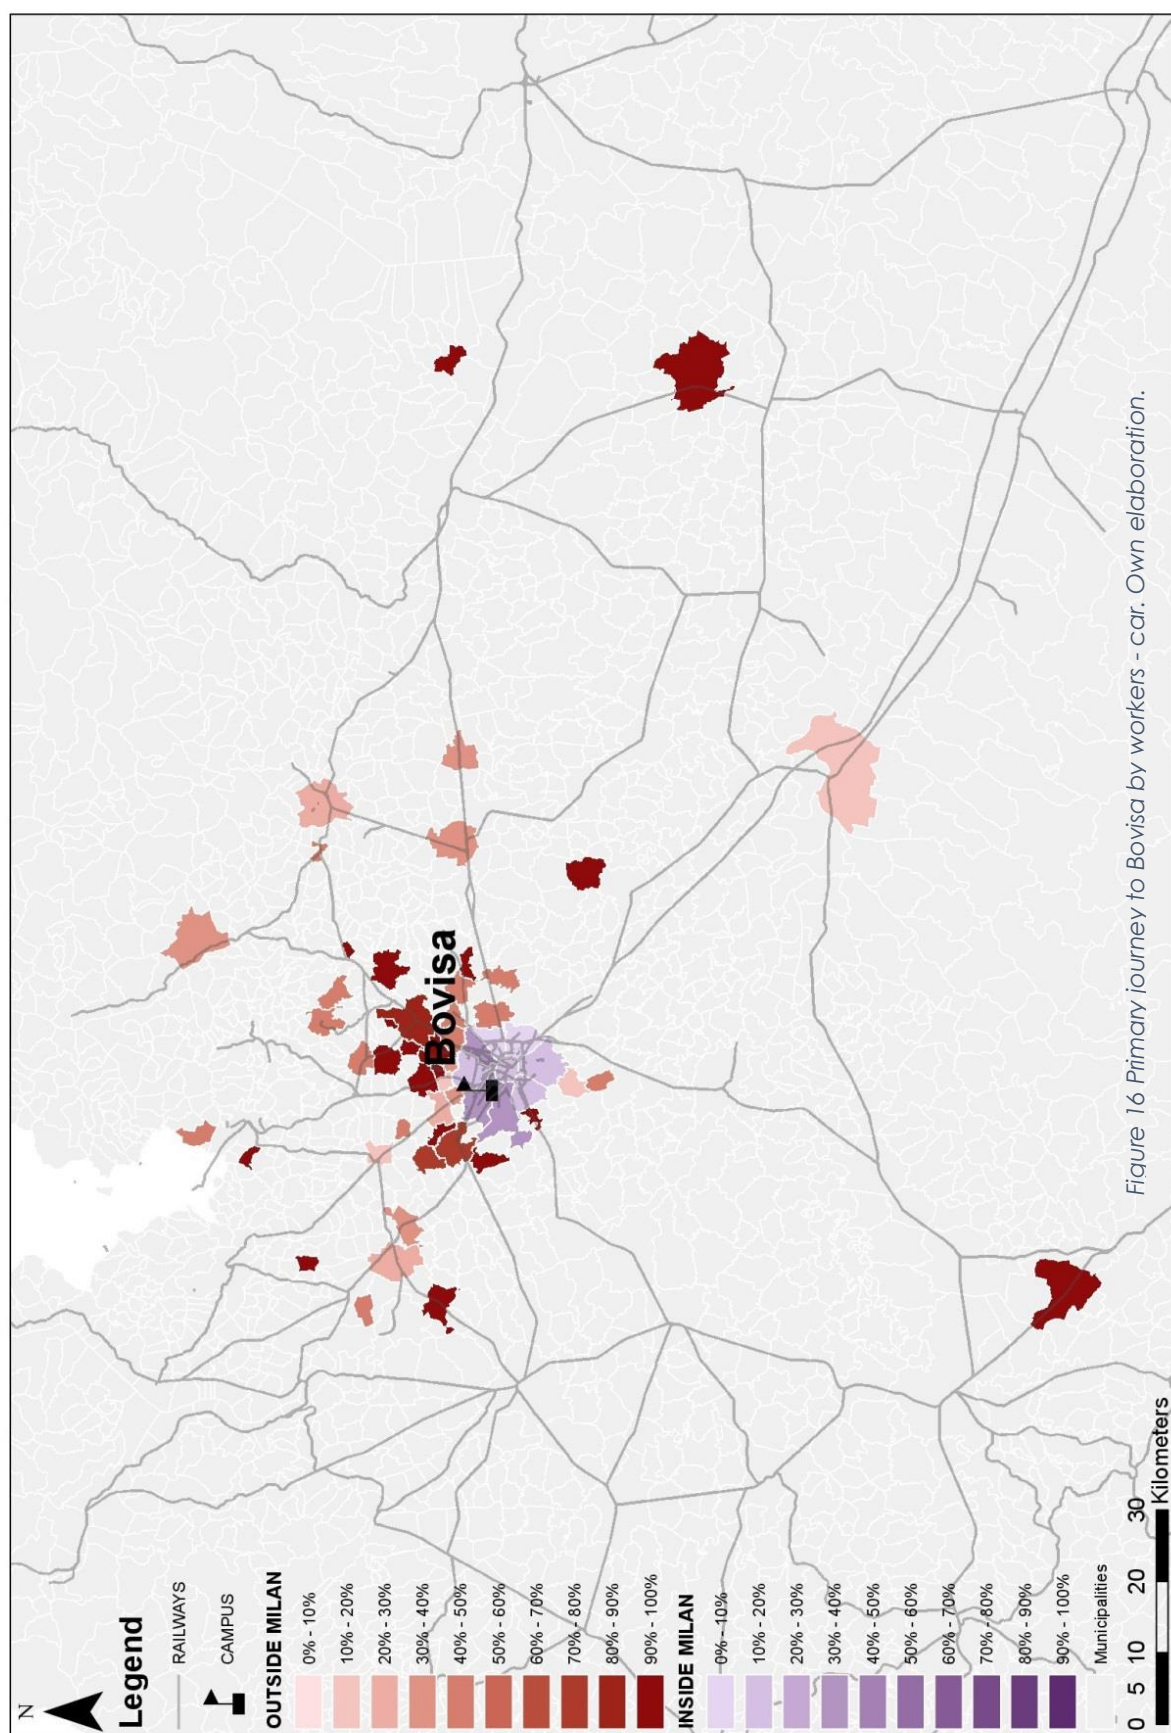 N
Legend
RAILWAYS
CAMPUS
OUTSIDE MILAN
0% - 10%
10% - 20%
20% - 30%
30% - 40%
40% - 50%
50% - 60%
60% - 70%
70% - 80%
80% - 90%
90% - 100%
INSIDE MILAN
0% - 10%
10% - 20%
20% - 30%
30% - 40%
40% - 50%
50% - 60%
60% - 70%
70% - 80%
80% - 90%
90% - 100%
Municipalities
0 5 10 20 30
Kilometers
Bovisa
Figure 16 Primary journey to Bovisa by workers - car. Own elaboration.